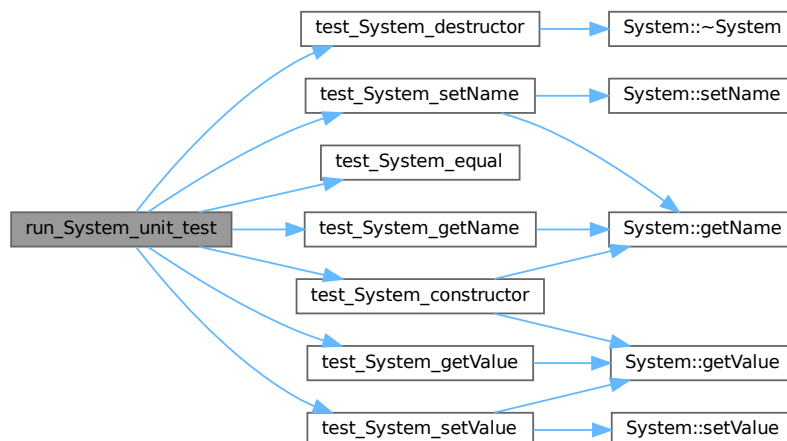 test_System_destructor
System::~System
test_System_setName
System::setName
test_System_equal
run_System_unit_test
test_System_getName
System::getName
test_System_constructor
test_System_getValue
System::getValue
test_System_setValue
System::setValue